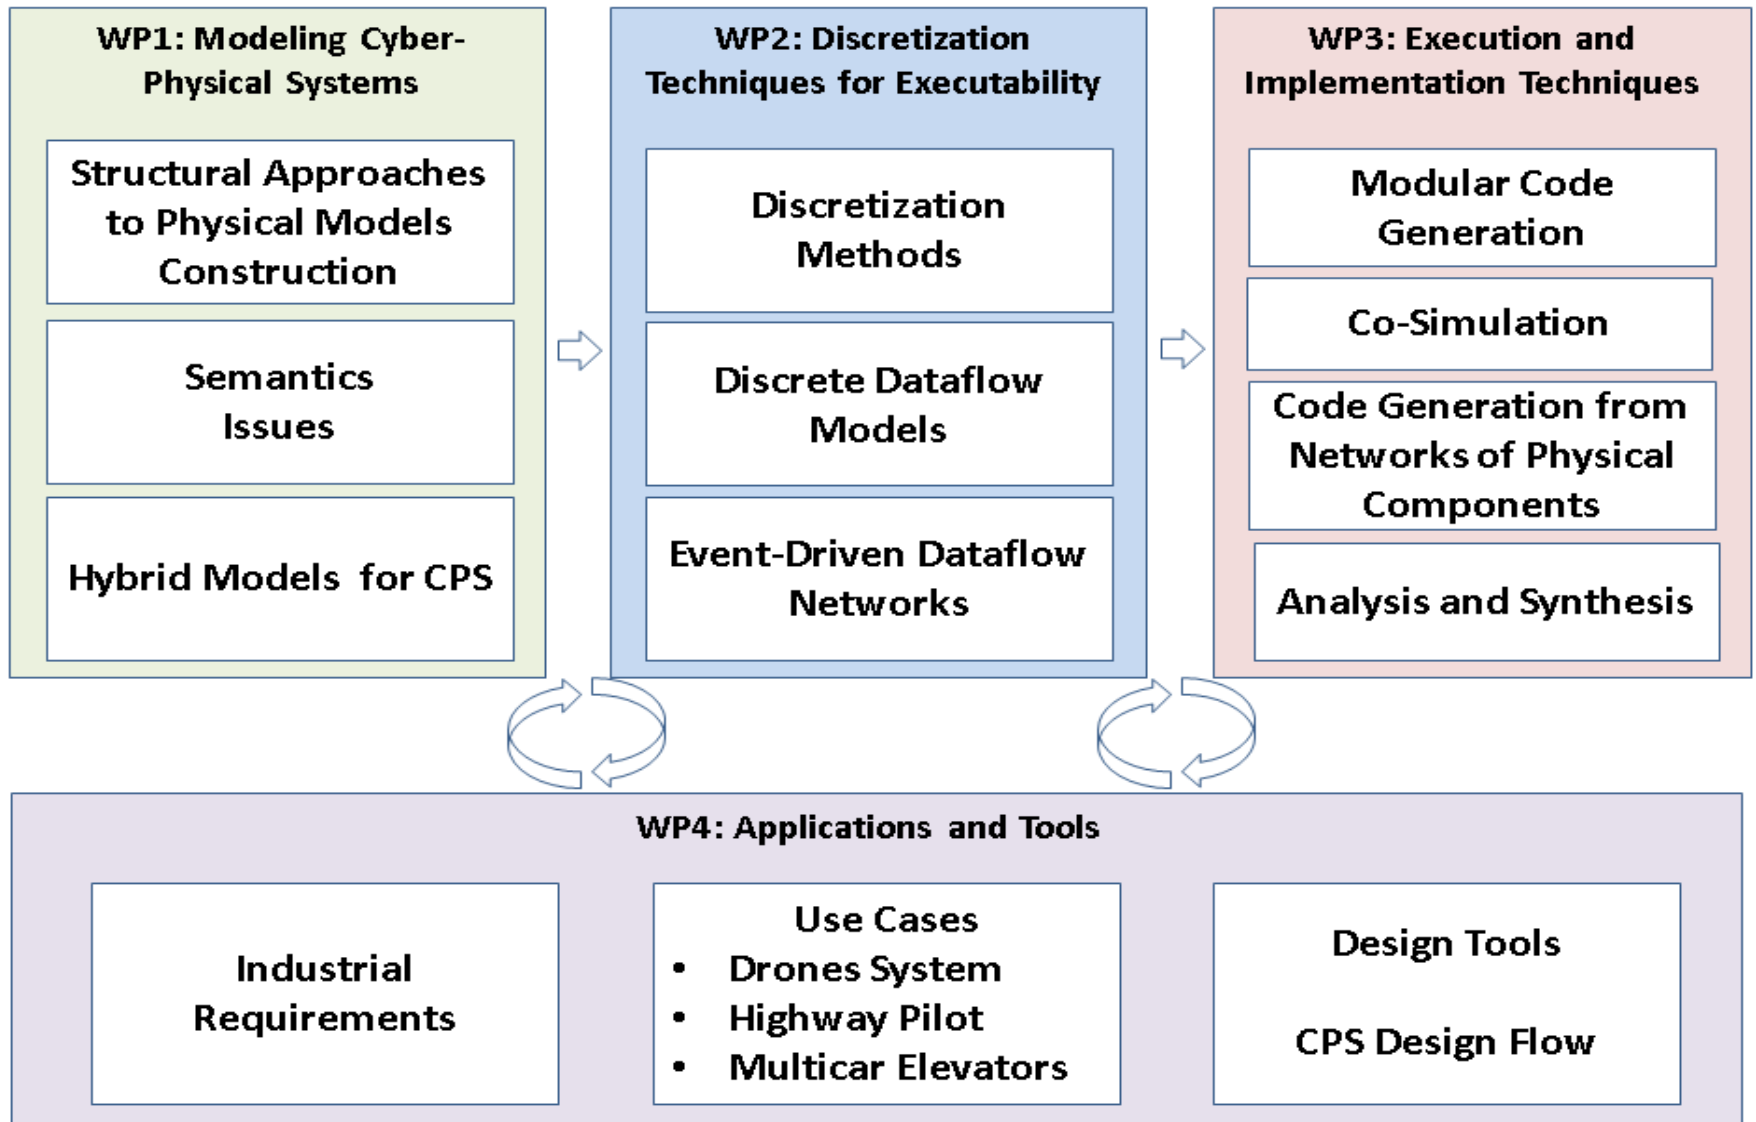 WP1: Modeling Cyber-
Physical Systems
Structural Approaches
to Physical Models
Construction
Semantics
Issues
Hybrid Models for CPS
WP2: Discretization
Techniques for Executability
Discretization
Methods
Discrete Dataflow
Models
Event-Driven Dataflow
Networks
WP3: Execution and
Implementation Techniques
Modular Code
Generation
Co-Simulation
Code Generation from
Networks of Physical
Components
Analysis and Synthesis
WP4: Applications and Tools
Industrial
Requirements
Use Cases
• Drones System
• Highway Pilot
• Multicar Elevators
Design Tools
CPS Design Flow